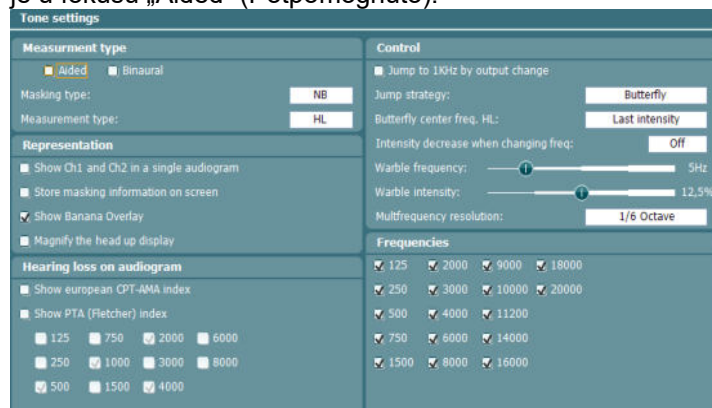 je u fokusu „Aided“ (Potpomognuto).
Tone settings
Measurment type
Aided Binaural
Masking type: NB
Measurement type: HL
Representation
Show Ch1 and Ch2 in a single audiogram
Store masking information on screen
Show Banana Overlay
Magnify the head up display
Hearing loss on audiogram
Show european CPT-AMA index
Show PTA (Fletcher) index
125 750 2000 6000
250 1000 3000 8000
500 1500 4000
Control
Jump to 1KHz by output change
Jump strategy: Butterfly
Butterfly center freq. HL: Last intensity
Intensity decrease when changing freq: Off
Warble frequency: 5Hz
Warble intensity: 12,5%
Multfrequency resolution: 1/6 Octave
Frequencies
125 2000 9000 18000
250 3000 10000 20000
500 4000 11200
750 6000 14000
1500 8000 16000